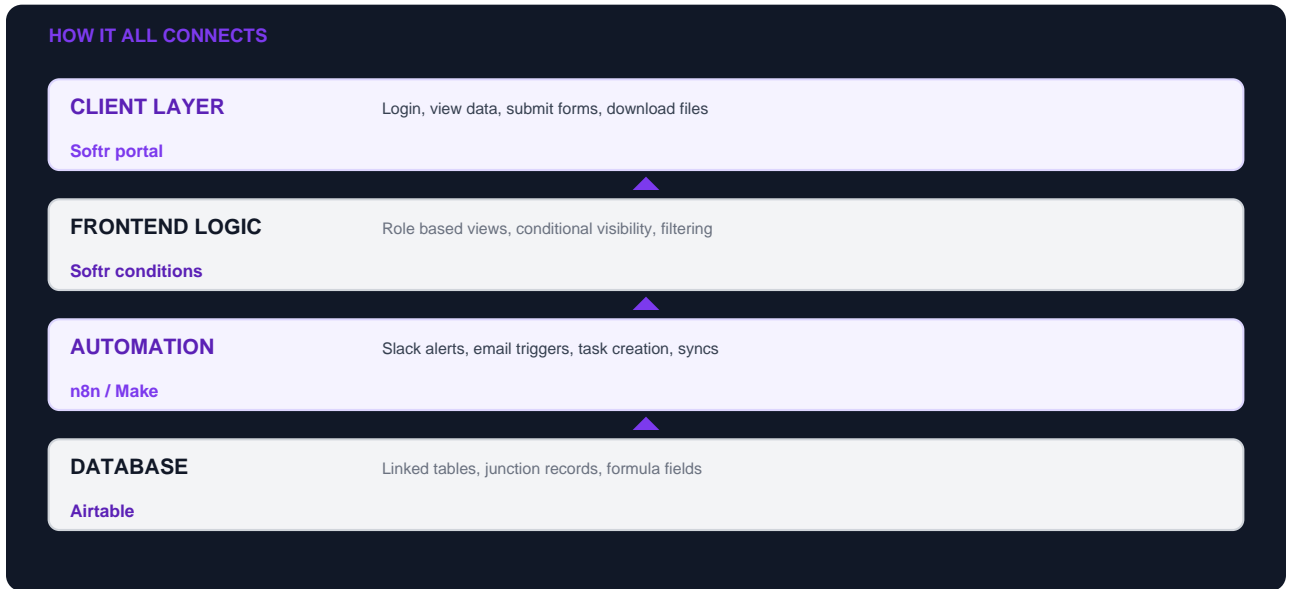 HOW IT ALL CONNECTS
CLIENT LAYER
Login, view data, submit forms, download files
Softr portal
FRONTEND LOGIC
Role based views, conditional visibility, filtering
Softr conditions
AUTOMATION
Slack alerts, email triggers, task creation, syncs
n8n / Make
DATABASE
Linked tables, junction records, formula fields
Airtable